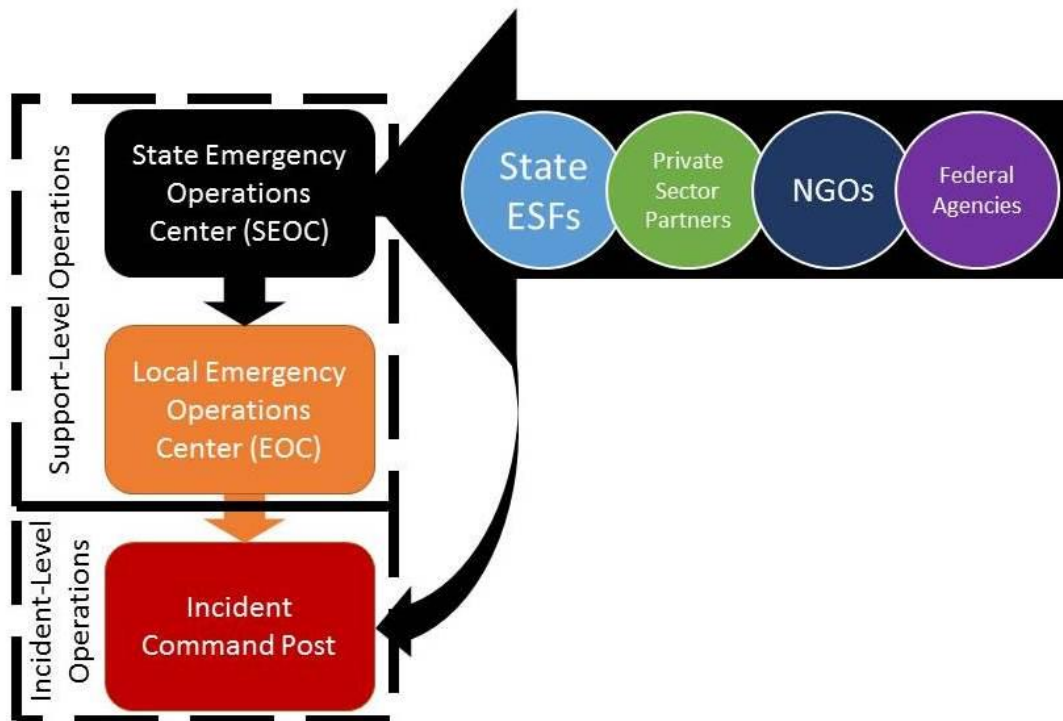 Support-Level Operations
State Emergency
Operations
Center (SEOC)
Local Emergency
Operations
Center (EOC)
Incident-Level
Operations
Incident
Command Post
State
ESFs
Private
Sector
Partners
NGOs
Federal
Agencies